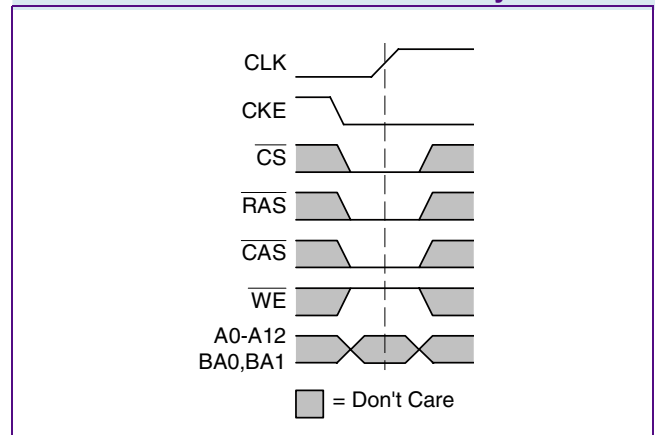 CLK
CKE
CS
RAS
CAS
WE
A0-A12
BA0,BA1
= Don't Care